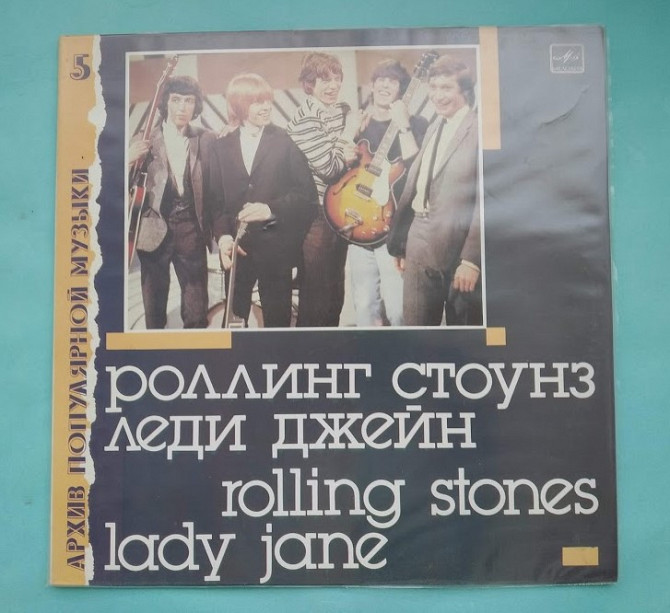 5
АРХИВ ПОПУЛЯРНОЙ МУЗЫКИ
РОЛЛИНГ СТОУНЗ
ЛЕДИ ДЖЕЙН
rolling stones
lady jane